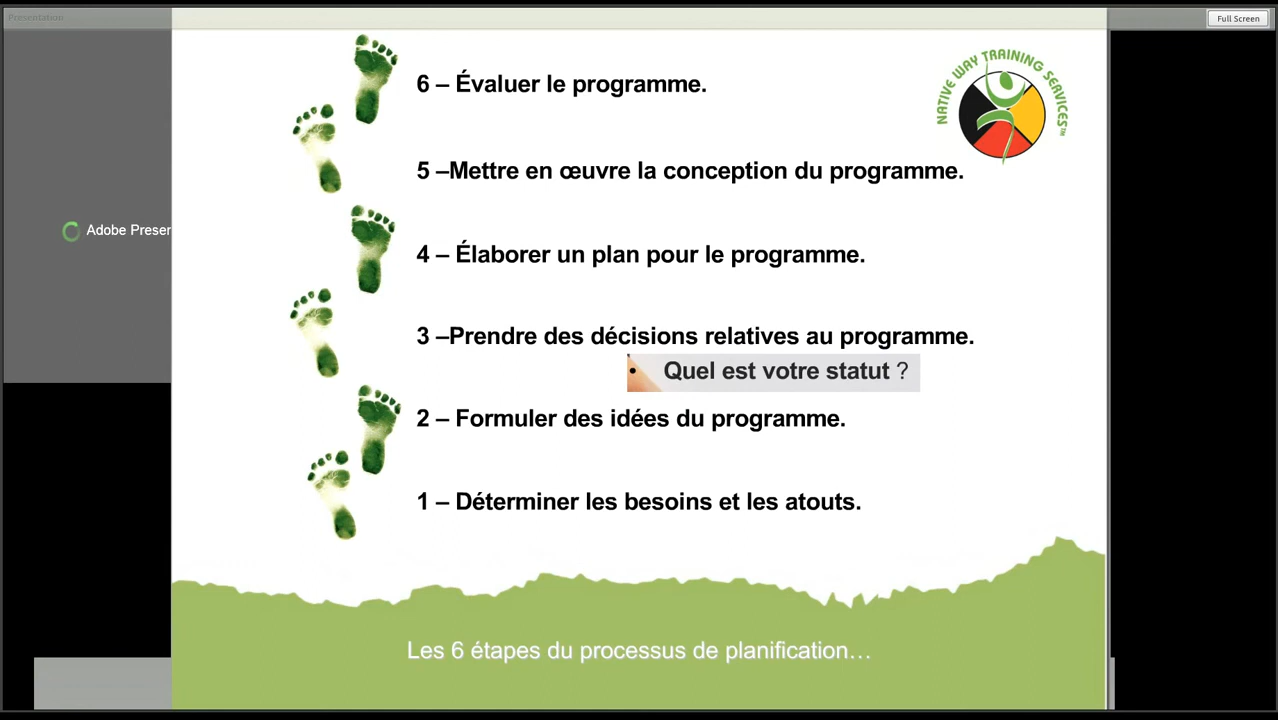 Presentation
Full Screen
NATIVE WAY TRAINING SERVICES™
6 – Évaluer le programme.
5 –Mettre en œuvre la conception du programme.
Adobe Preser
4 – Élaborer un plan pour le programme.
3 –Prendre des décisions relatives au programme.
• Quel est votre statut ?
2 – Formuler des idées du programme.
1 – Déterminer les besoins et les atouts.
Les 6 étapes du processus de planification…